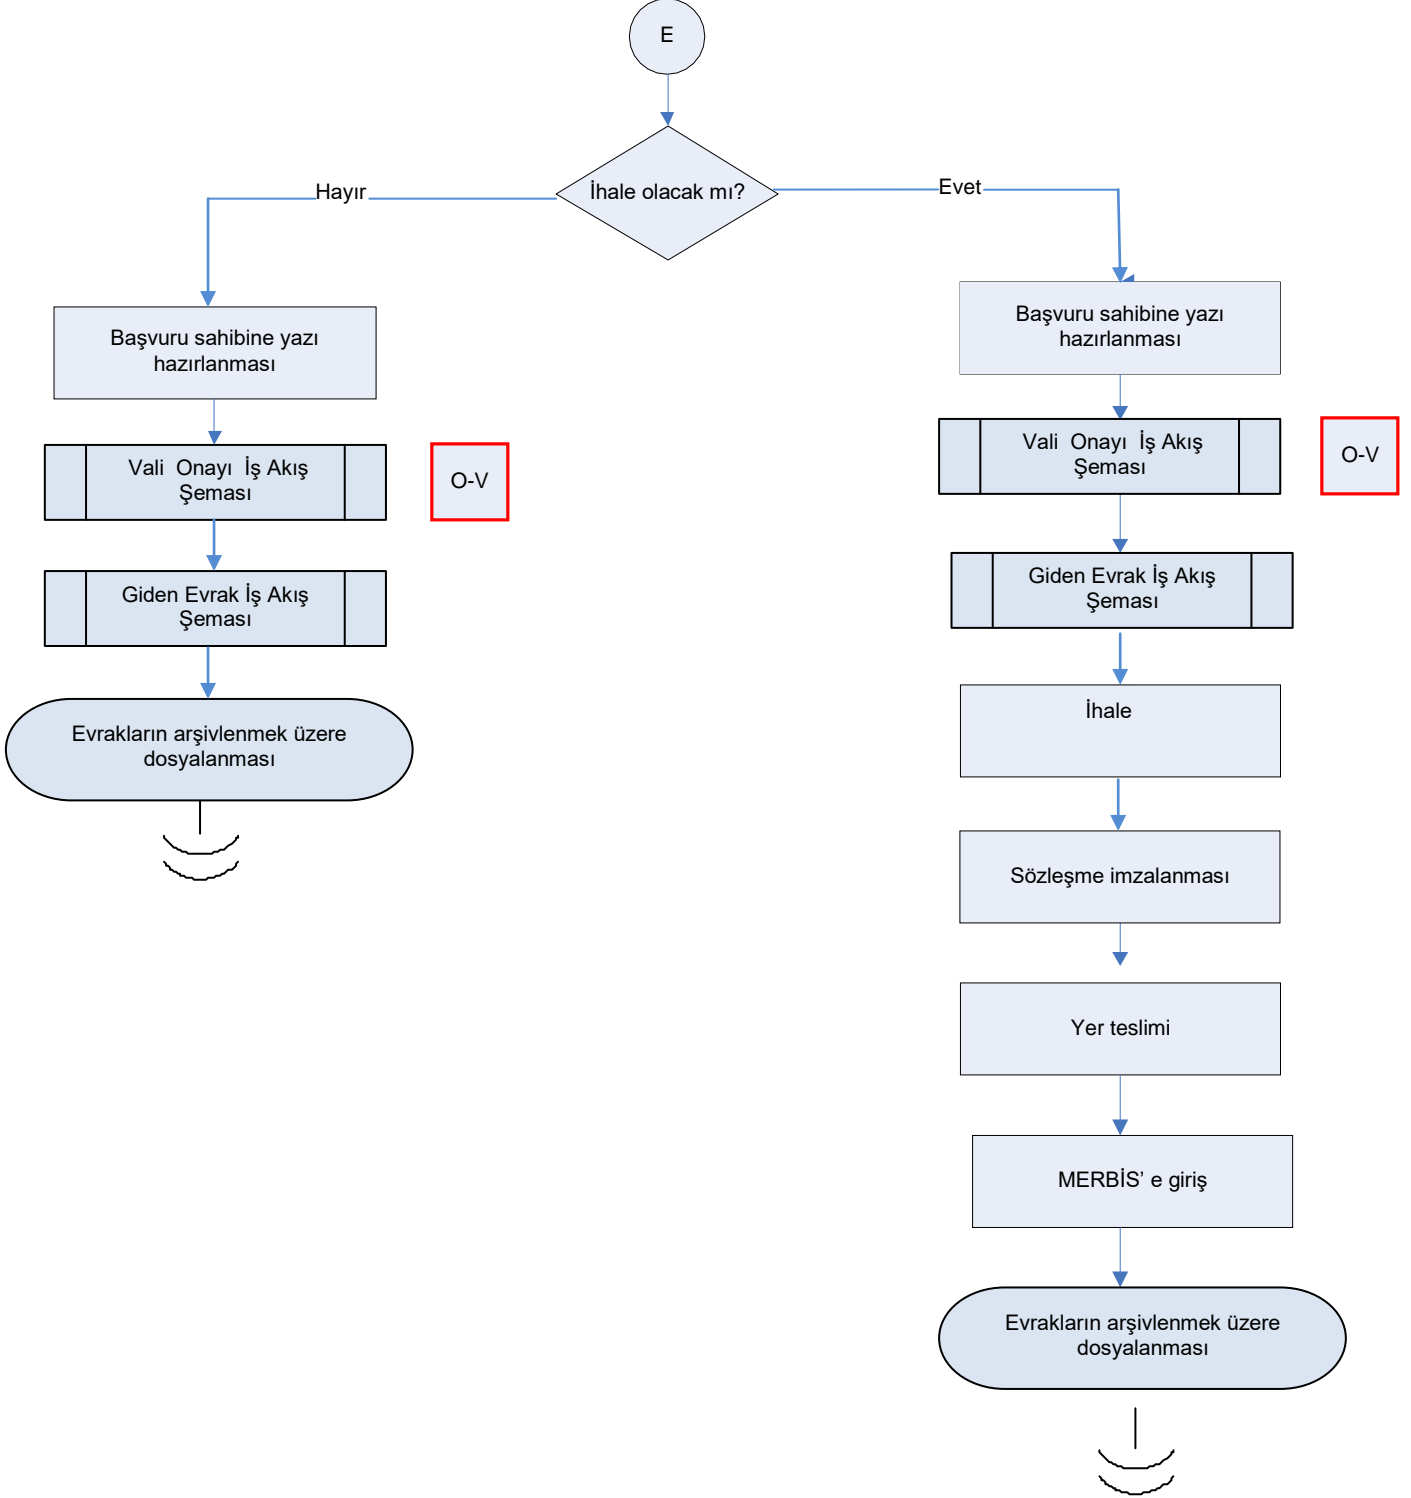 E
İhale olacak mı?
Hayır
Evet
Başvuru sahibine yazı
hazırlanması
Vali Onayı İş Akış
Şeması
O-V
Giden Evrak İş Akış
Şeması
Evrakların arşivlenmek üzere
dosyalanması
Başvuru sahibine yazı
hazırlanması
Vali Onayı İş Akış
Şeması
O-V
Giden Evrak İş Akış
Şeması
İhale
Sözleşme imzalanması
Yer teslimi
MERBİS’ e giriş
Evrakların arşivlenmek üzere
dosyalanması